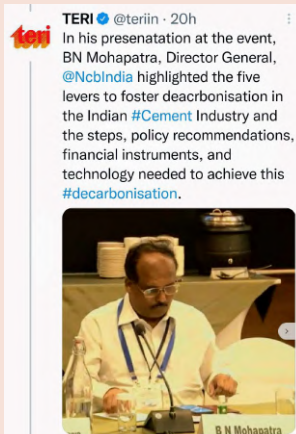 teri
TERI @teriin · 20h
In his presenatation at the event,
BN Mohapatra, Director General,
@NcbIndia highlighted the five
levers to foster deacrbonisation in
the Indian #Cement Industry and
the steps, policy recommendations,
financial instruments, and
technology needed to achieve this
#decarbonisation.
B N Mohapatra